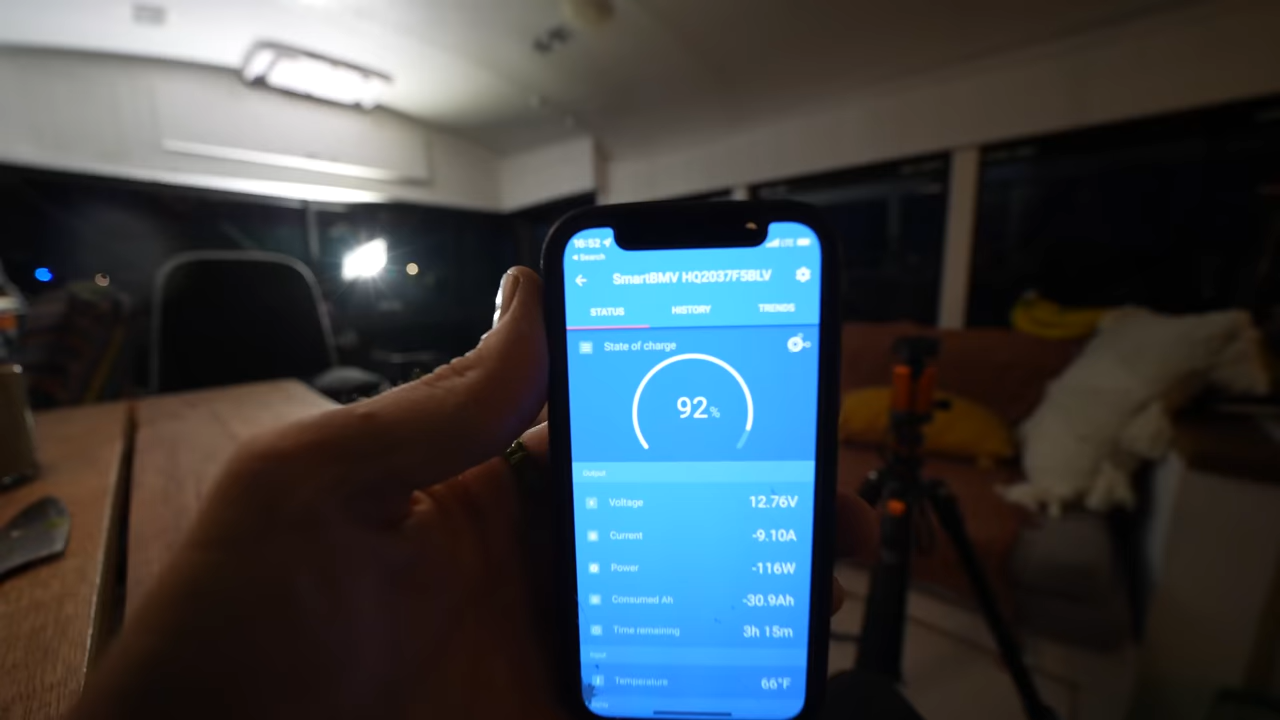 16:52 LTE
Search
SmartBMV HQ2037F5BLV
STATUS HISTORY TRENDS
State of charge
92%
Output
Voltage 12.76V
Current -9.10A
Power -116W
Consumed Ah -30.9Ah
Time remaining 3h 15m
Input
Temperature 66°F